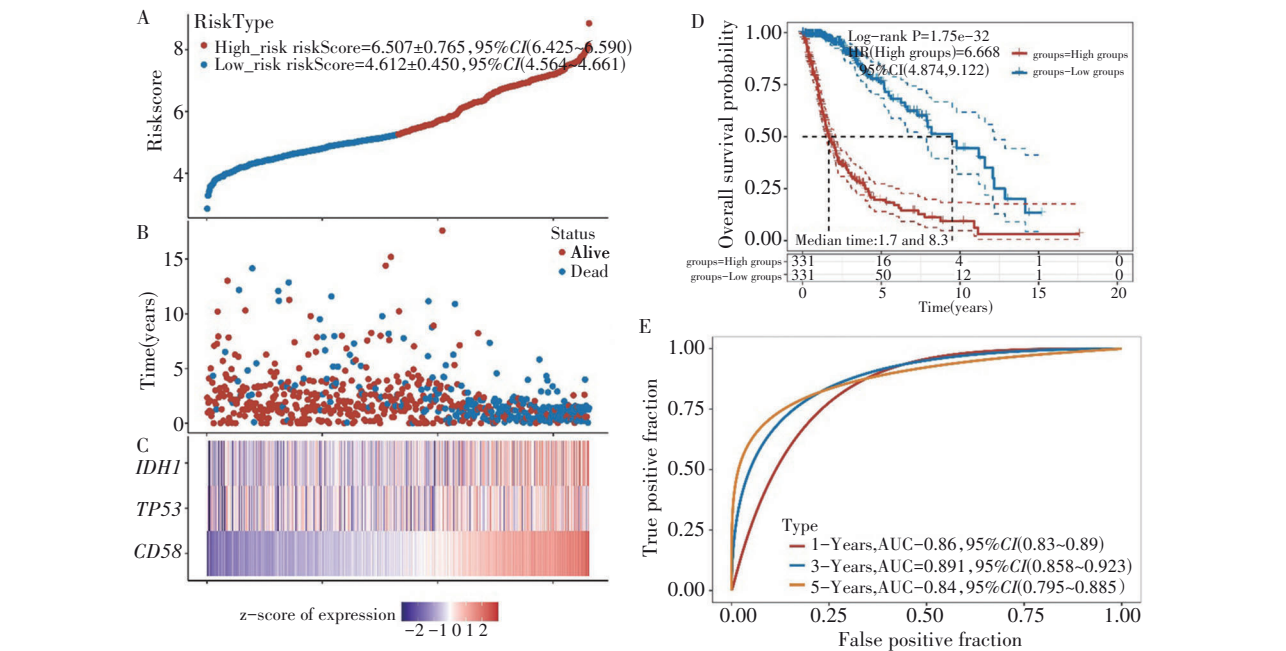 A
RiskType
High_risk riskScore=6.507±0.765,95%CI(6.425~6.590)
Low_risk riskScore=4.612±0.450,95%CI(4.564~4.661)
8
6
4
Riskscore
B
Status
Alive
Dead
15
10
5
0
Time(years)
C
IDH1
TP53
CD58
z-score of expression
-2 -1 0 1 2
D
Log-rank P=1.75e-32
HR(High groups)=6.668
95%CI(4.874,9.122)
groups=High groups
groups-Low groups
1.00
0.75
0.50
0.25
0.00
Overall survival probability
Median time:1.7 and 8.3
groups=High groups 331 16 4 1 0
groups-Low groups 331 50 12 1 0
0 5 10 15 20
Time(years)
E
1.00
0.75
0.50
0.25
0.00
True positive fraction
Type
1-Years,AUC-0.86,95%CI(0.83~0.89)
3-Years,AUC=0.891,95%CI(0.858~0.923)
5-Years,AUC-0.84,95%CI(0.795~0.885)
0.00 0.25 0.50 0.75 1.00
False positive fraction